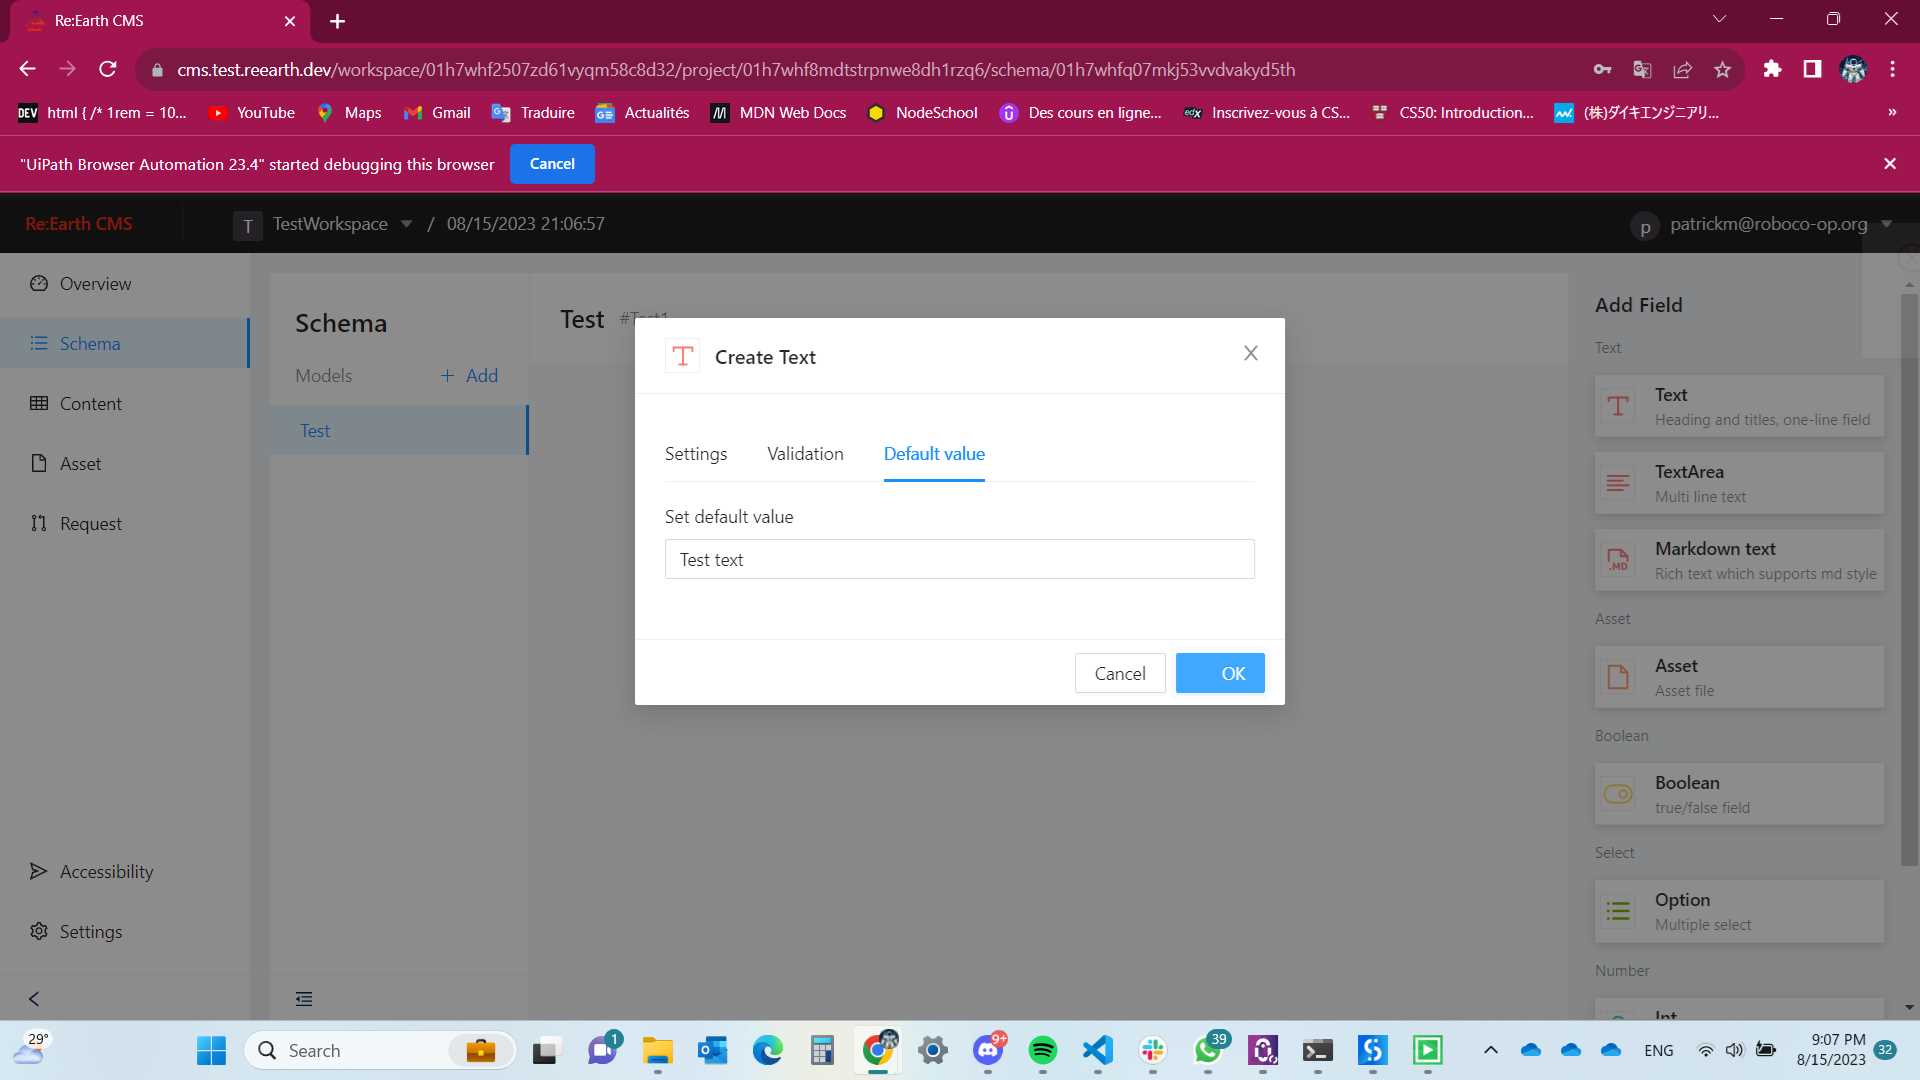 Re:Earth CMS
cms.test.reearth.dev/workspace/01h7whf2507zd61vyqm58c8d32/project/01h7whf8mdtstrpnwe8dh1rzq6/schema/01h7whfq07mkj53vvdvakyd5th
DEV html { /* 1rem = 10... YouTube Maps Gmail Traduire Actualités MDN Web Docs NodeSchool Des cours en ligne... edX Inscrivez-vous à CS... CS50: Introduction... (株)ダイキエンジニアリ... »
"UiPath Browser Automation 23.4" started debugging this browser Cancel
Re:Earth CMS T TestWorkspace / 08/15/2023 21:06:57 p patrickm@roboco-op.org
Overview
Schema
Content
Asset
Request
Accessibility
Settings
Schema
Models + Add
Test
Test #Test1
Create Text
Settings Validation Default value
Set default value
Test text
Cancel OK
Add Field
Text
Text
Heading and titles, one-line field
TextArea
Multi line text
Markdown text
Rich text which supports md style
Asset
Asset
Asset file
Boolean
Boolean
true/false field
Select
Option
Multiple select
Number
Int
29°
Search
1
9+
39
ENG
9:07 PM
8/15/2023
32